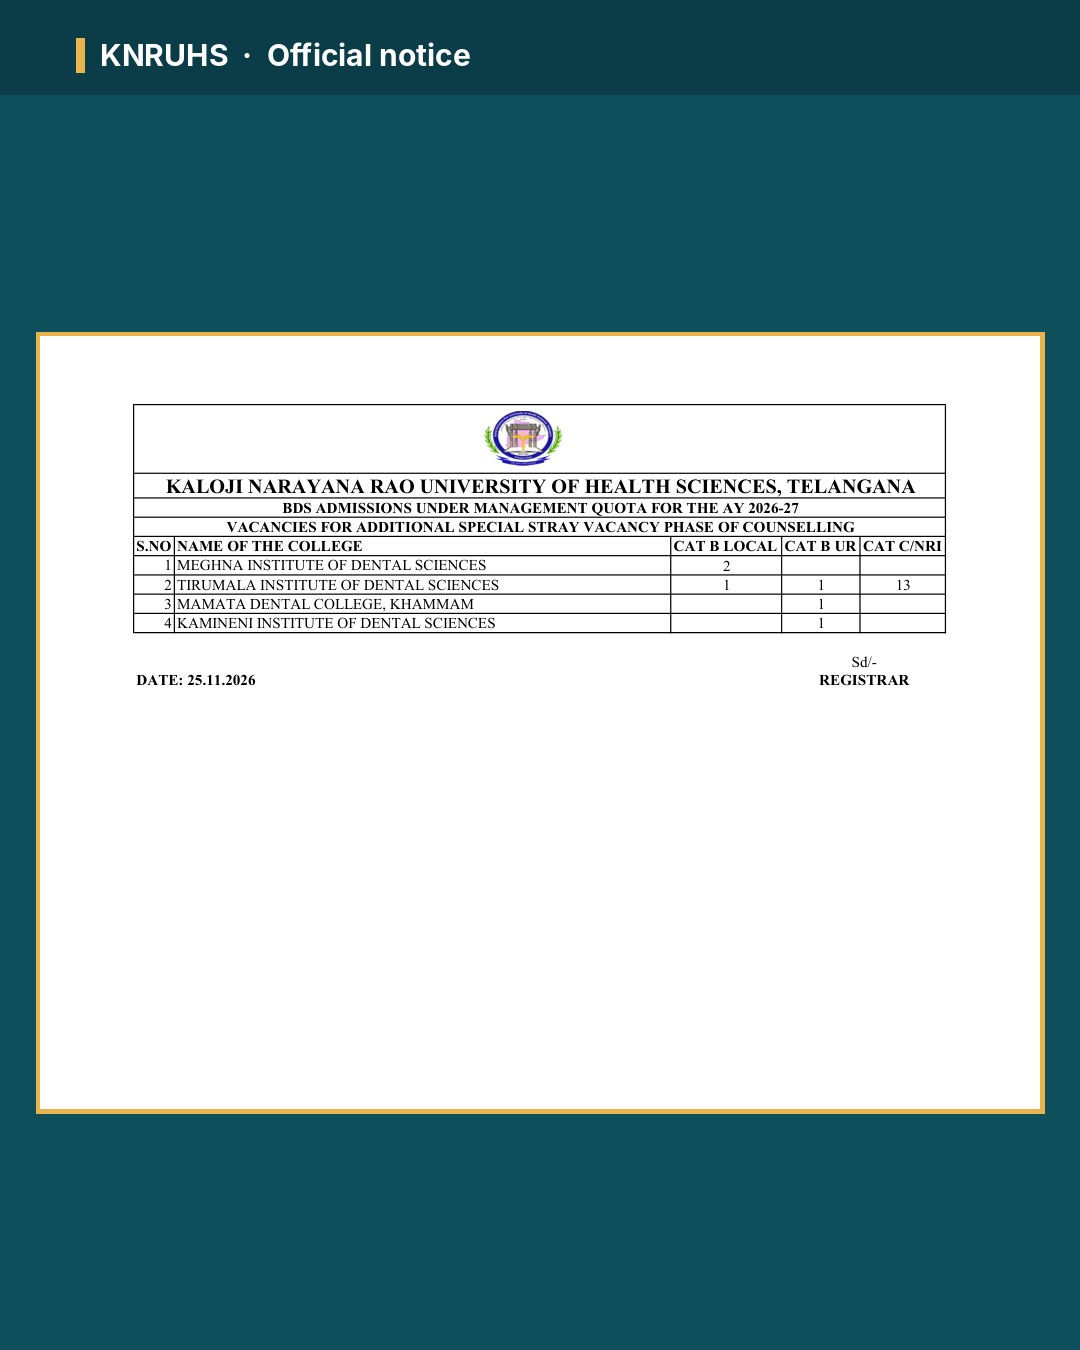 KNRUHS · Official notice
KALOJI NARAYANA RAO UNIVERSITY OF HEALTH SCIENCES, TELANGANA
BDS ADMISSIONS UNDER MANAGEMENT QUOTA FOR THE AY 2026-27
VACANCIES FOR ADDITIONAL SPECIAL STRAY VACANCY PHASE OF COUNSELLING
S.NO NAME OF THE COLLEGE CAT B LOCAL CAT B UR CAT C/NRI
1 MEGHNA INSTITUTE OF DENTAL SCIENCES 2
2 TIRUMALA INSTITUTE OF DENTAL SCIENCES 1 1 13
3 MAMATA DENTAL COLLEGE, KHAMMAM 1
4 KAMINENI INSTITUTE OF DENTAL SCIENCES 1
Sd/-
DATE: 25.11.2026 REGISTRAR